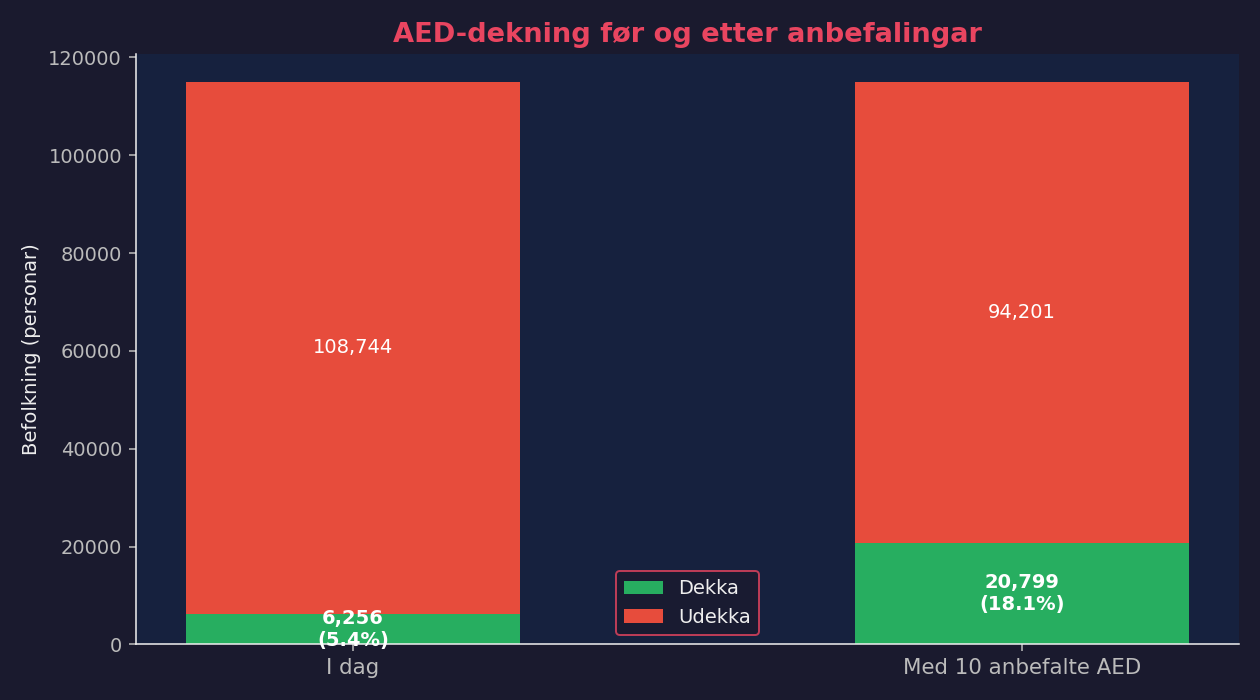 AED-dekning før og etter anbefalingar
120000
100000
80000
60000
40000
20000
0
Befolkning (personar)
108,744
6,256
(5.4%)
94,201
20,799
(18.1%)
Dekka
Udekka
I dag
Med 10 anbefalte AED